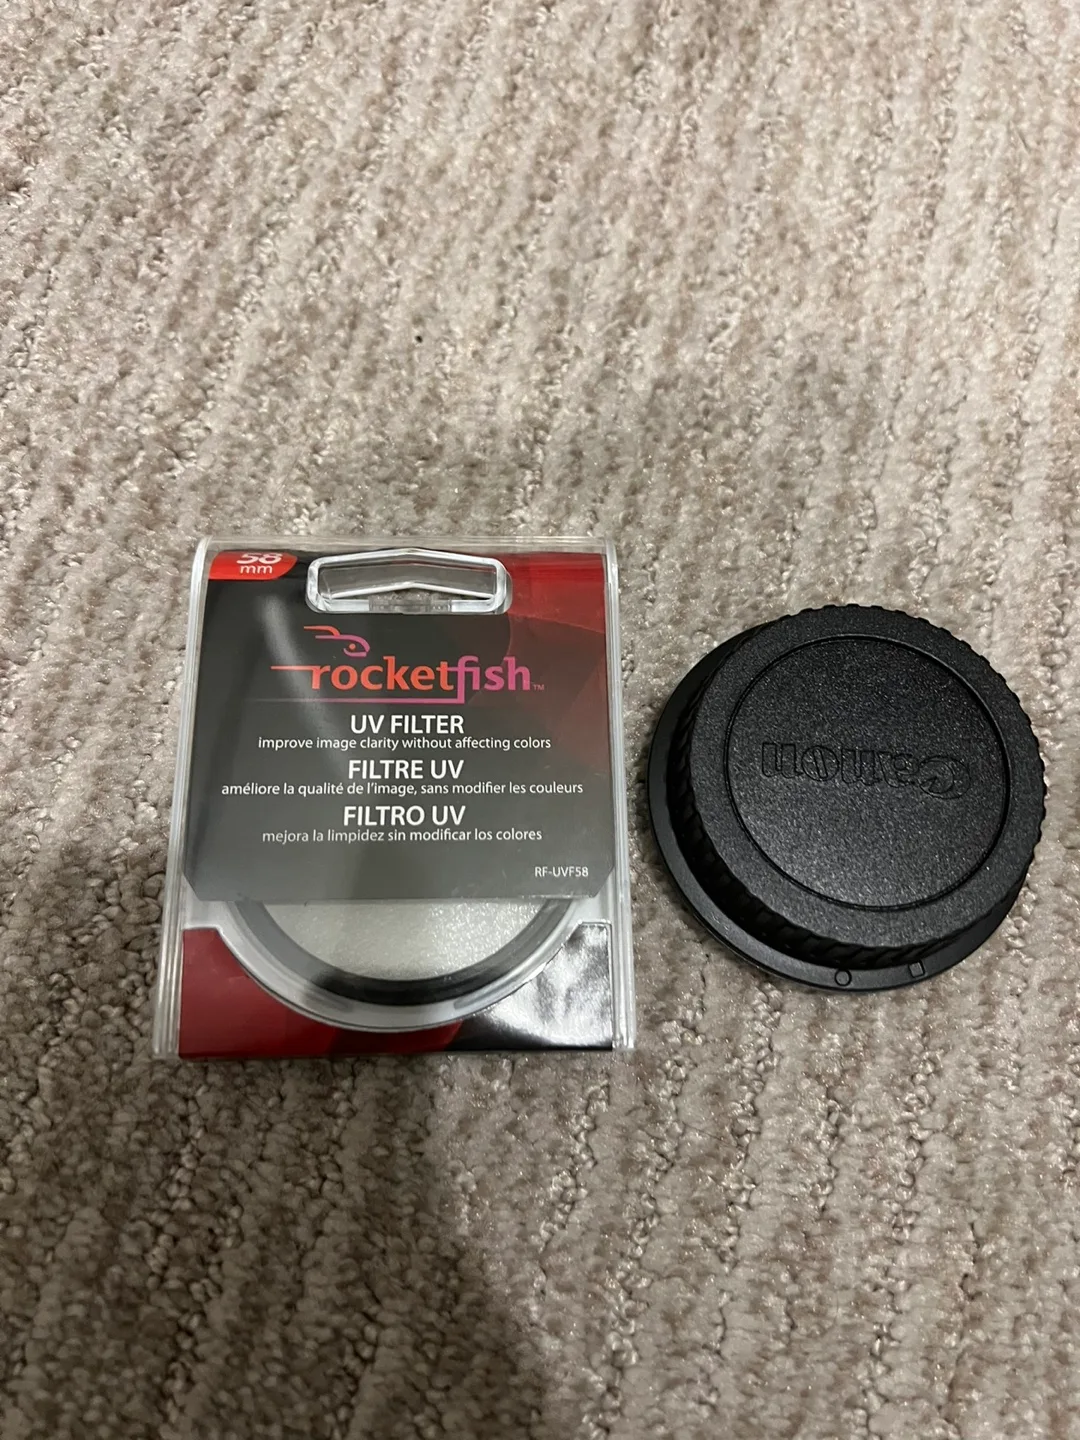 58
mm
rocketfish™
UV FILTER
improve image clarity without affecting colors
FILTRE UV
améliore la qualité de l'image, sans modifier les couleurs
FILTRO UV
mejora la limpidez sin modificar los colores
RF-UVF58
Canon